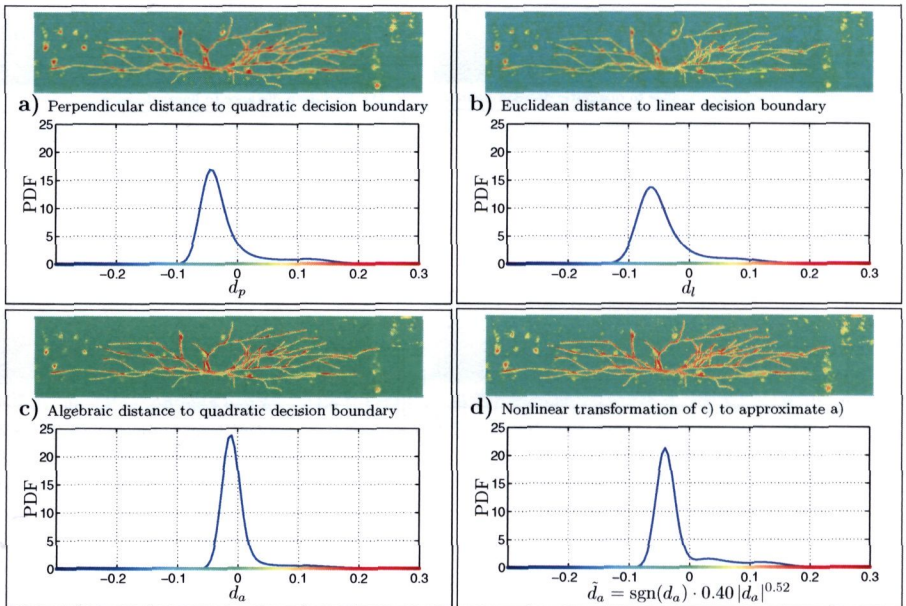 a) Perpendicular distance to quadratic decision boundary
25
20
15
10
5
0
PDF
−0.2 −0.1 0 0.1 0.2 0.3
d_p
b) Euclidean distance to linear decision boundary
25
20
15
10
5
0
PDF
−0.2 −0.1 0 0.1 0.2 0.3
d_l
c) Algebraic distance to quadratic decision boundary
25
20
15
10
5
0
PDF
−0.2 −0.1 0 0.1 0.2 0.3
d_a
d) Nonlinear transformation of c) to approximate a)
25
20
15
10
5
0
PDF
−0.2 −0.1 0 0.1 0.2 0.3
d̃_a = sgn(d_a) · 0.40 |d_a|^0.52